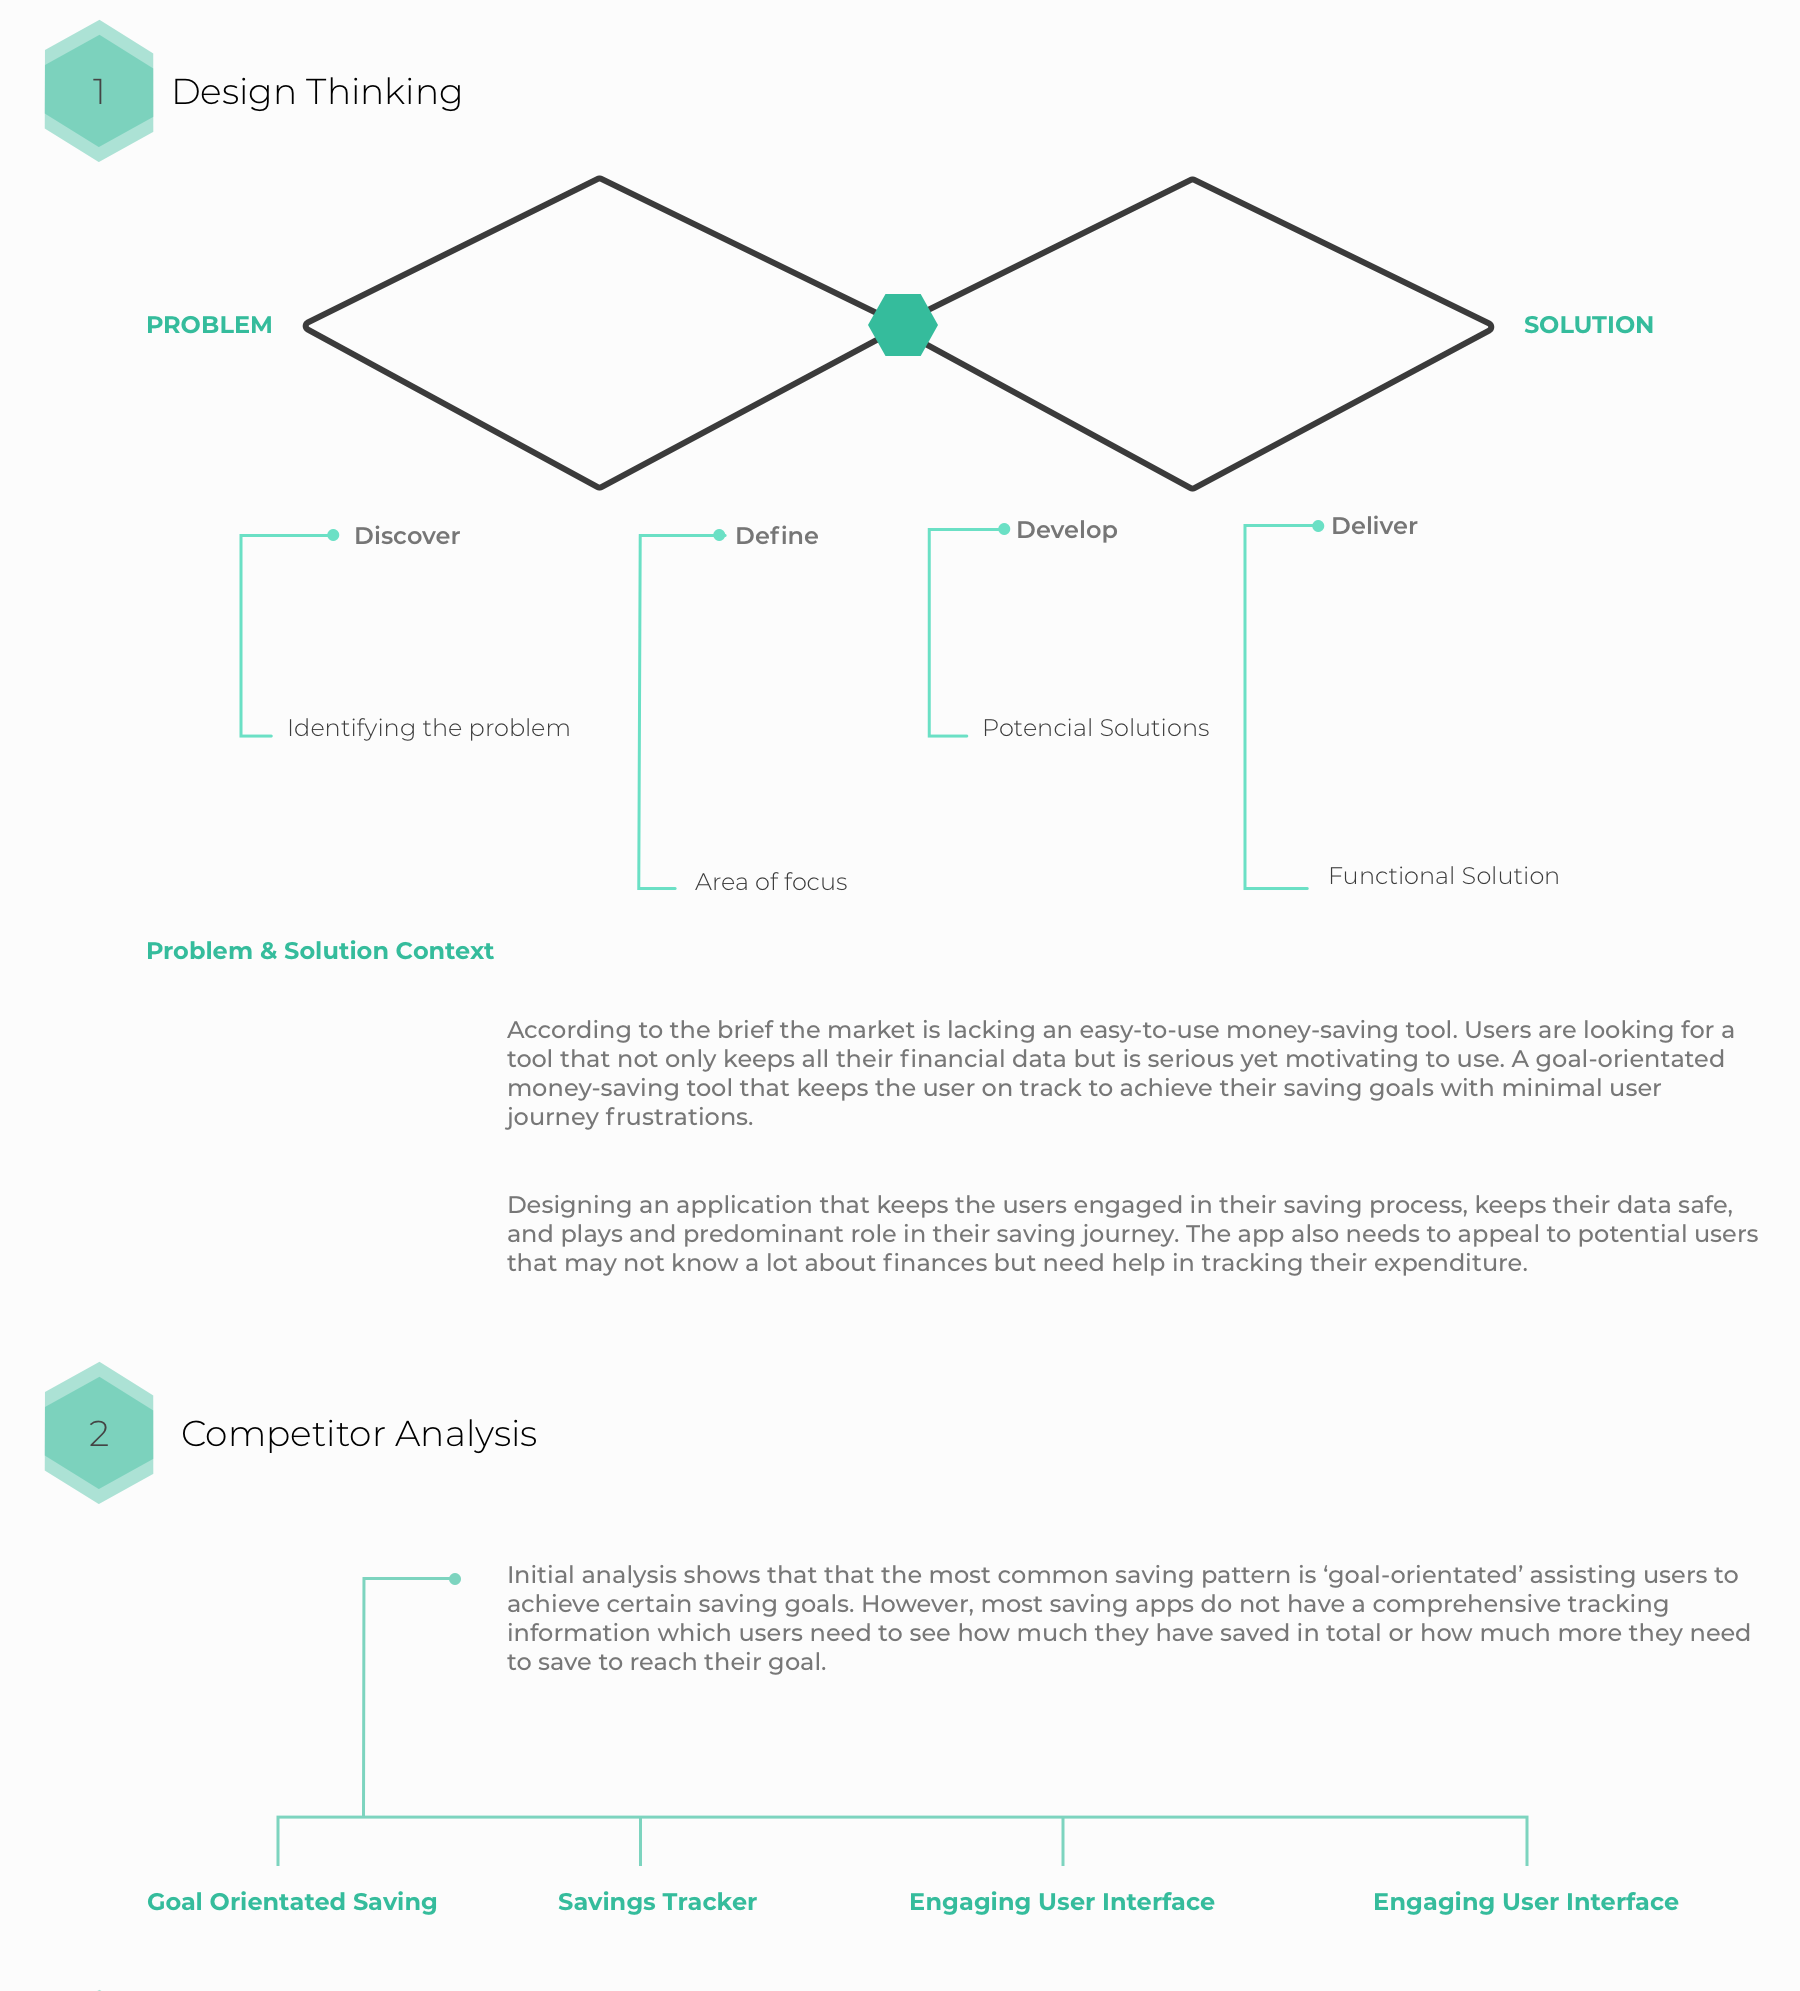 1
Design Thinking
PROBLEM
SOLUTION
Discover
Define
Develop
Deliver
Identifying the problem
Potencial Solutions
Area of focus
Functional Solution
Problem & Solution Context
According to the brief the market is lacking an easy-to-use money-saving tool. Users are looking for a
tool that not only keeps all their financial data but is serious yet motivating to use. A goal-orientated
money-saving tool that keeps the user on track to achieve their saving goals with minimal user
journey frustrations.
Designing an application that keeps the users engaged in their saving process, keeps their data safe,
and plays and predominant role in their saving journey. The app also needs to appeal to potential users
that may not know a lot about finances but need help in tracking their expenditure.
2
Competitor Analysis
Initial analysis shows that that the most common saving pattern is ‘goal-orientated’ assisting users to
achieve certain saving goals. However, most saving apps do not have a comprehensive tracking
information which users need to see how much they have saved in total or how much more they need
to save to reach their goal.
Goal Orientated Saving
Savings Tracker
Engaging User Interface
Engaging User Interface